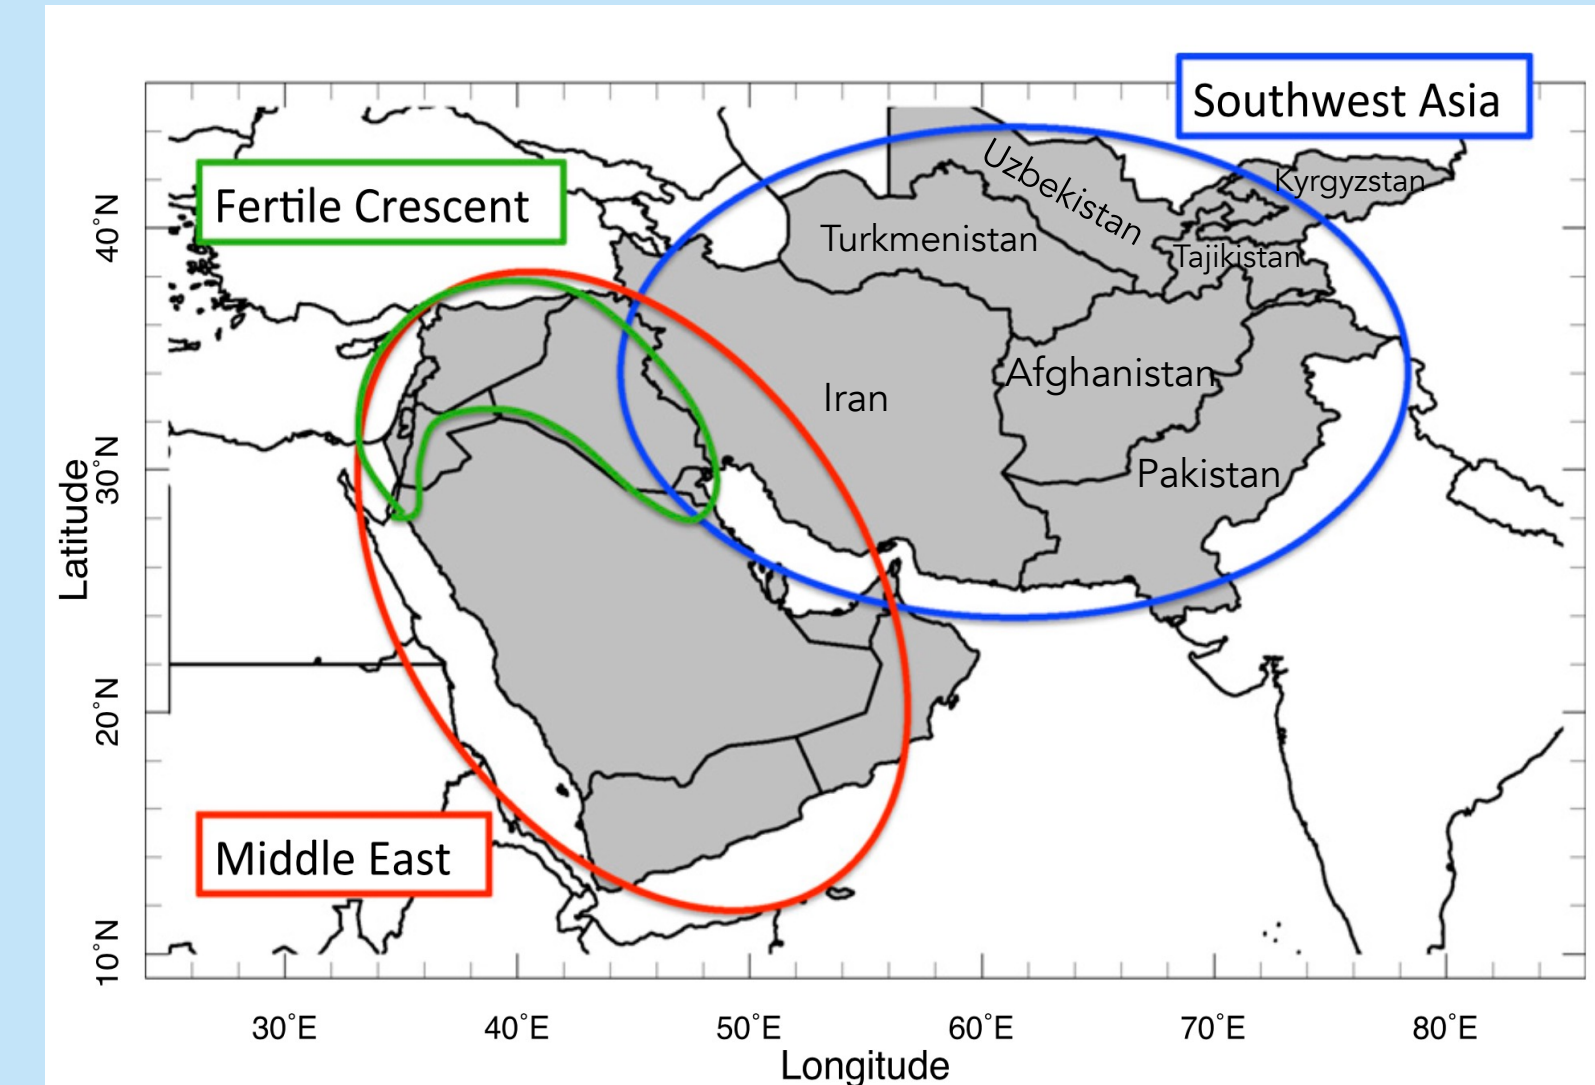 Southwest Asia
Fertile Crescent
Uzbekistan
Kyrgyzstan
Turkmenistan
Tajikistan
Iran
Afghanistan
Pakistan
Middle East
Latitude
40°N
30°N
20°N
10°N
30°E 40°E 50°E 60°E 70°E 80°E
Longitude